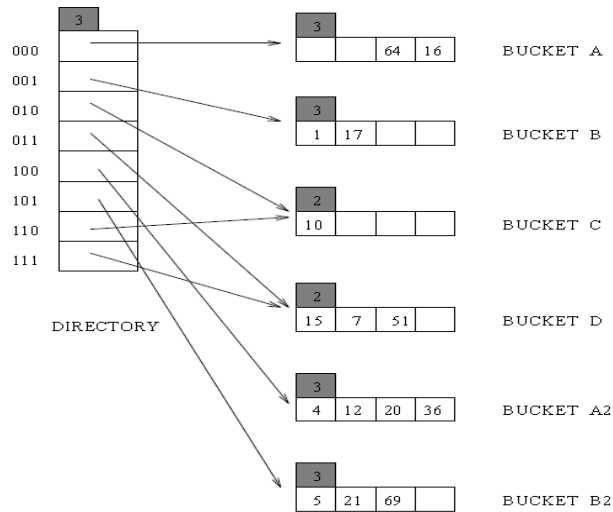 3
000
001
010
011
100
101
110
111
DIRECTORY
3
64 16
BUCKET A
3
1 17
BUCKET B
2
10
BUCKET C
2
15 7 51
BUCKET D
3
4 12 20 36
BUCKET A2
3
5 21 69
BUCKET B2